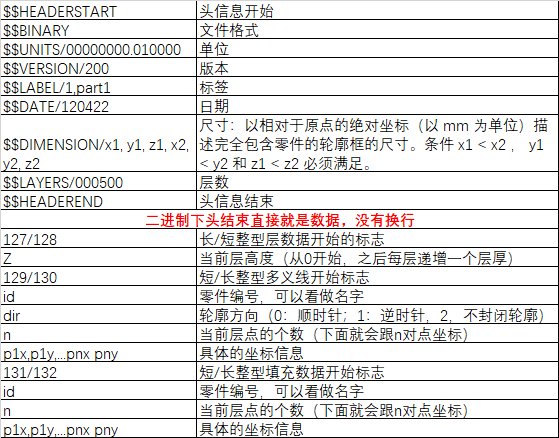 $$HEADERSTART 头信息开始
$$BINARY 文件格式
$$UNITS/00000000.010000 单位
$$VERSION/200 版本
$$LABEL/1,part1 标签
$$DATE/120422 日期
$$DIMENSION/x1, y1, z1, x2, y2, z2 尺寸：以相对于原点的绝对坐标（以 mm 为单位）描
述完全包含零件的轮廓框的尺寸。条件 x1 < x2 ， y1
< y2 和 z1 < z2 必须满足。
$$LAYERS/000500 层数
$$HEADEREND 头信息结束
二进制下头结束直接就是数据，没有换行
127/128 长/短整型层数据开始的标志
Z 当前层高度（从0开始，之后每层递增一个层厚）
129/130 短/长整型多义线开始标志
id 零件编号，可以看做名字
dir 轮廓方向（0：顺时针；1：逆时针，2，不封闭轮廓）
n 当前层点的个数（下面就会跟n对点坐标）
p1x,p1y,...pnx pny 具体的坐标信息
131/132 短/长整型填充数据开始标志
id 零件编号，可以看做名字
n 当前层点的个数（下面就会跟n对点坐标）
p1x,p1y,...pnx pny 具体的坐标信息